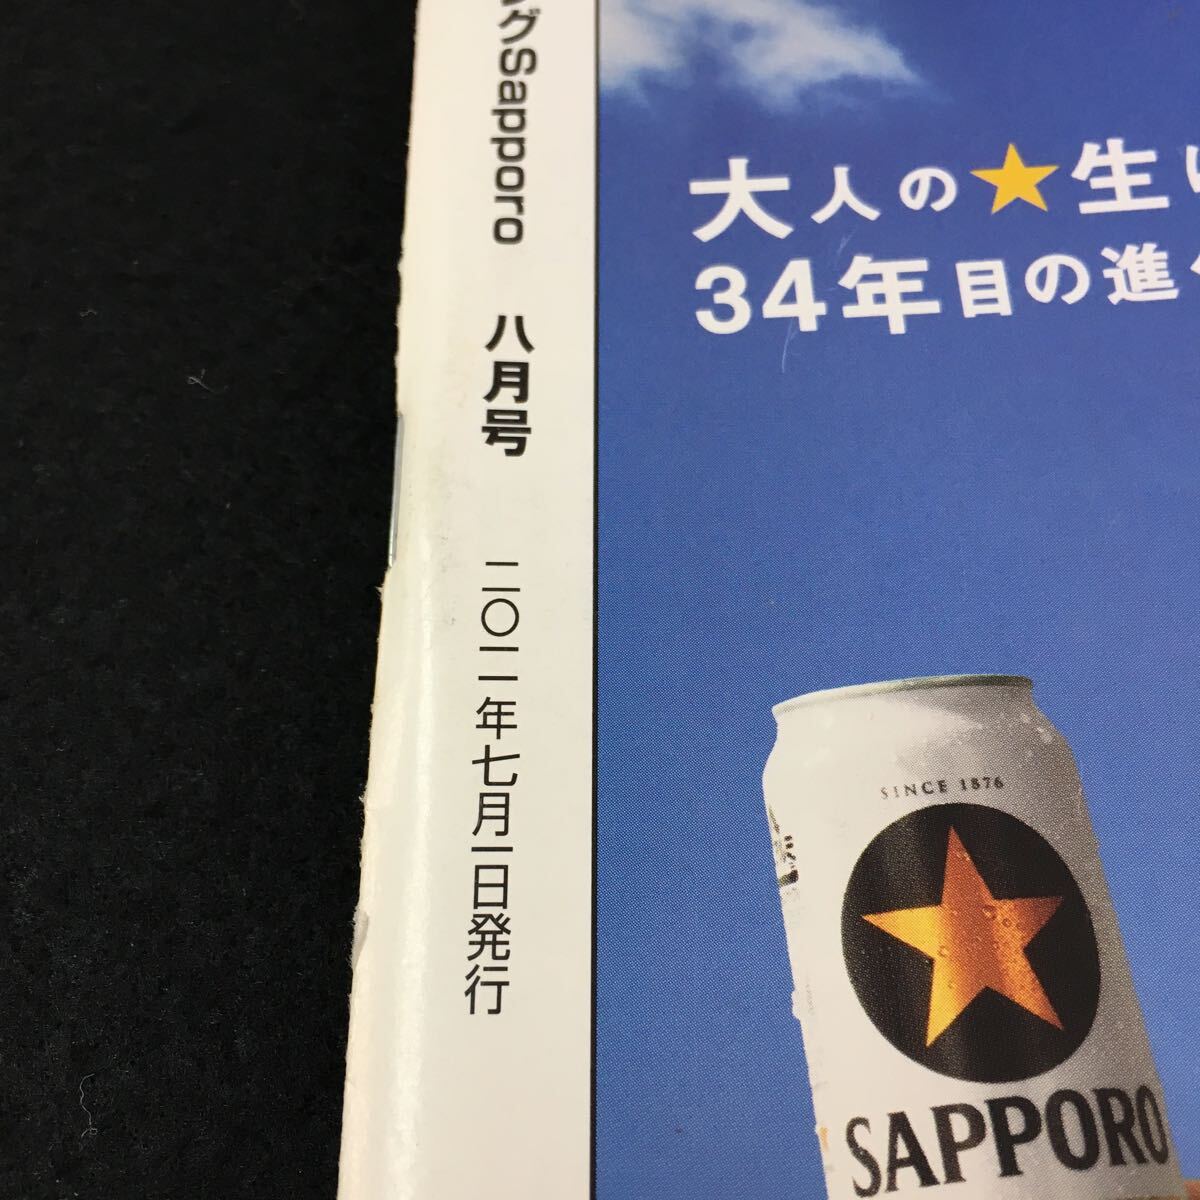 グSapporo 八月号 二〇一一年七月一日発行
大人の★生
34年目の進
SINCE 1876
SAPPORO